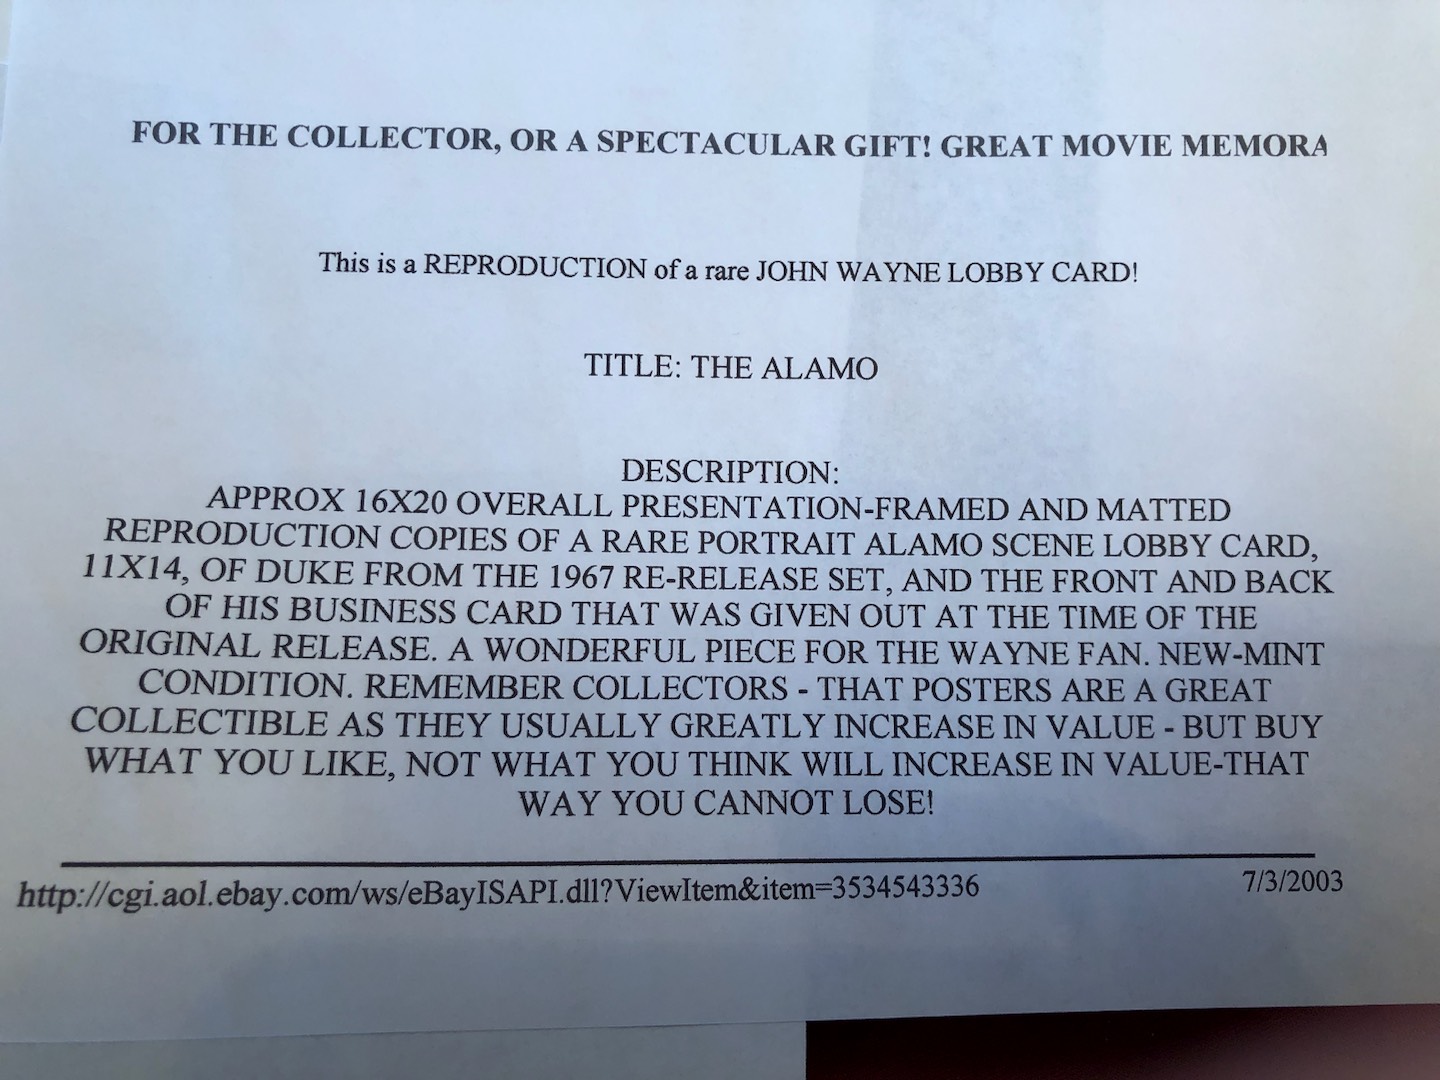 FOR THE COLLECTOR, OR A SPECTACULAR GIFT! GREAT MOVIE MEMORA
This is a REPRODUCTION of a rare JOHN WAYNE LOBBY CARD!
TITLE: THE ALAMO
DESCRIPTION:
APPROX 16X20 OVERALL PRESENTATION-FRAMED AND MATTED
REPRODUCTION COPIES OF A RARE PORTRAIT ALAMO SCENE LOBBY CARD,
11X14, OF DUKE FROM THE 1967 RE-RELEASE SET, AND THE FRONT AND BACK
OF HIS BUSINESS CARD THAT WAS GIVEN OUT AT THE TIME OF THE
ORIGINAL RELEASE. A WONDERFUL PIECE FOR THE WAYNE FAN. NEW-MINT
CONDITION. REMEMBER COLLECTORS - THAT POSTERS ARE A GREAT
COLLECTIBLE AS THEY USUALLY GREATLY INCREASE IN VALUE - BUT BUY
WHAT YOU LIKE, NOT WHAT YOU THINK WILL INCREASE IN VALUE-THAT
WAY YOU CANNOT LOSE!
http://cgi.aol.ebay.com/ws/eBayISAPI.dll?ViewItem&item=3534543336 7/3/2003